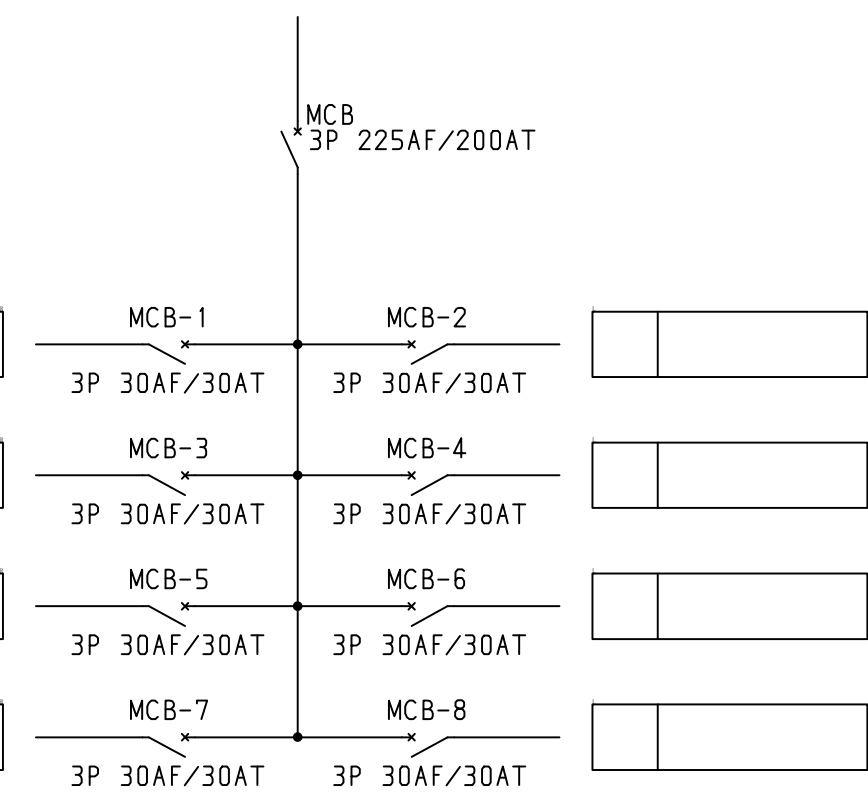 MCB
3P 225AF/200AT
MCB-1
MCB-2
3P 30AF/30AT
3P 30AF/30AT
MCB-3
MCB-4
3P 30AF/30AT
3P 30AF/30AT
MCB-5
MCB-6
3P 30AF/30AT
3P 30AF/30AT
MCB-7
MCB-8
3P 30AF/30AT
3P 30AF/30AT